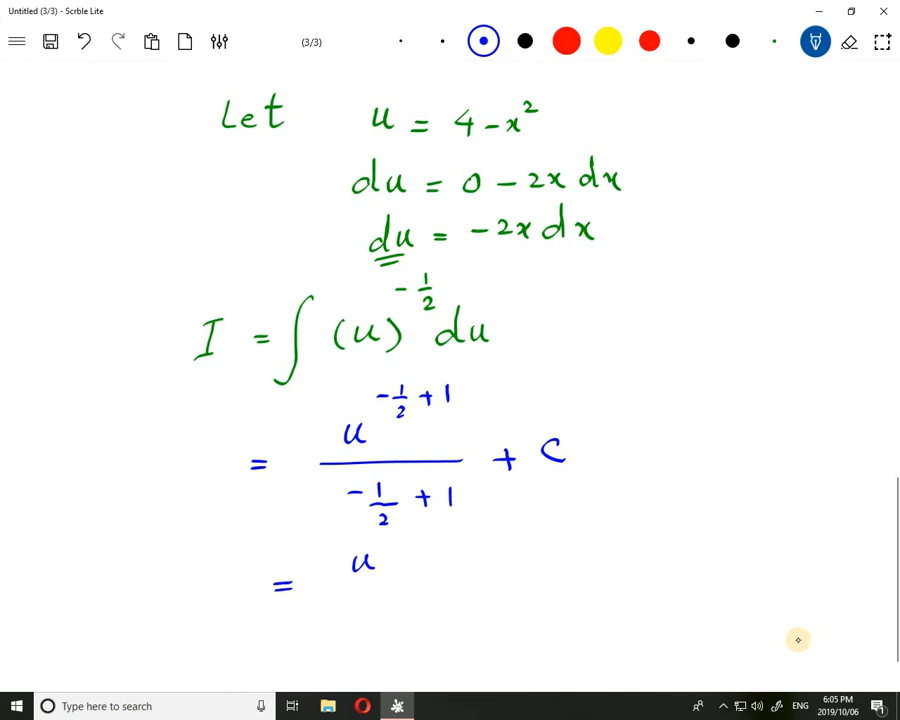 Untitled (3/3) - Scrble Lite
(3/3)
Let u = 4 - x²
du = 0 - 2x dx
du = -2x dx
I = ∫ (u)^(-1/2) du
= u^(-1/2 + 1) / (-1/2 + 1) + C
= u
Type here to search
ENG
6:05 PM
2019/10/06
1